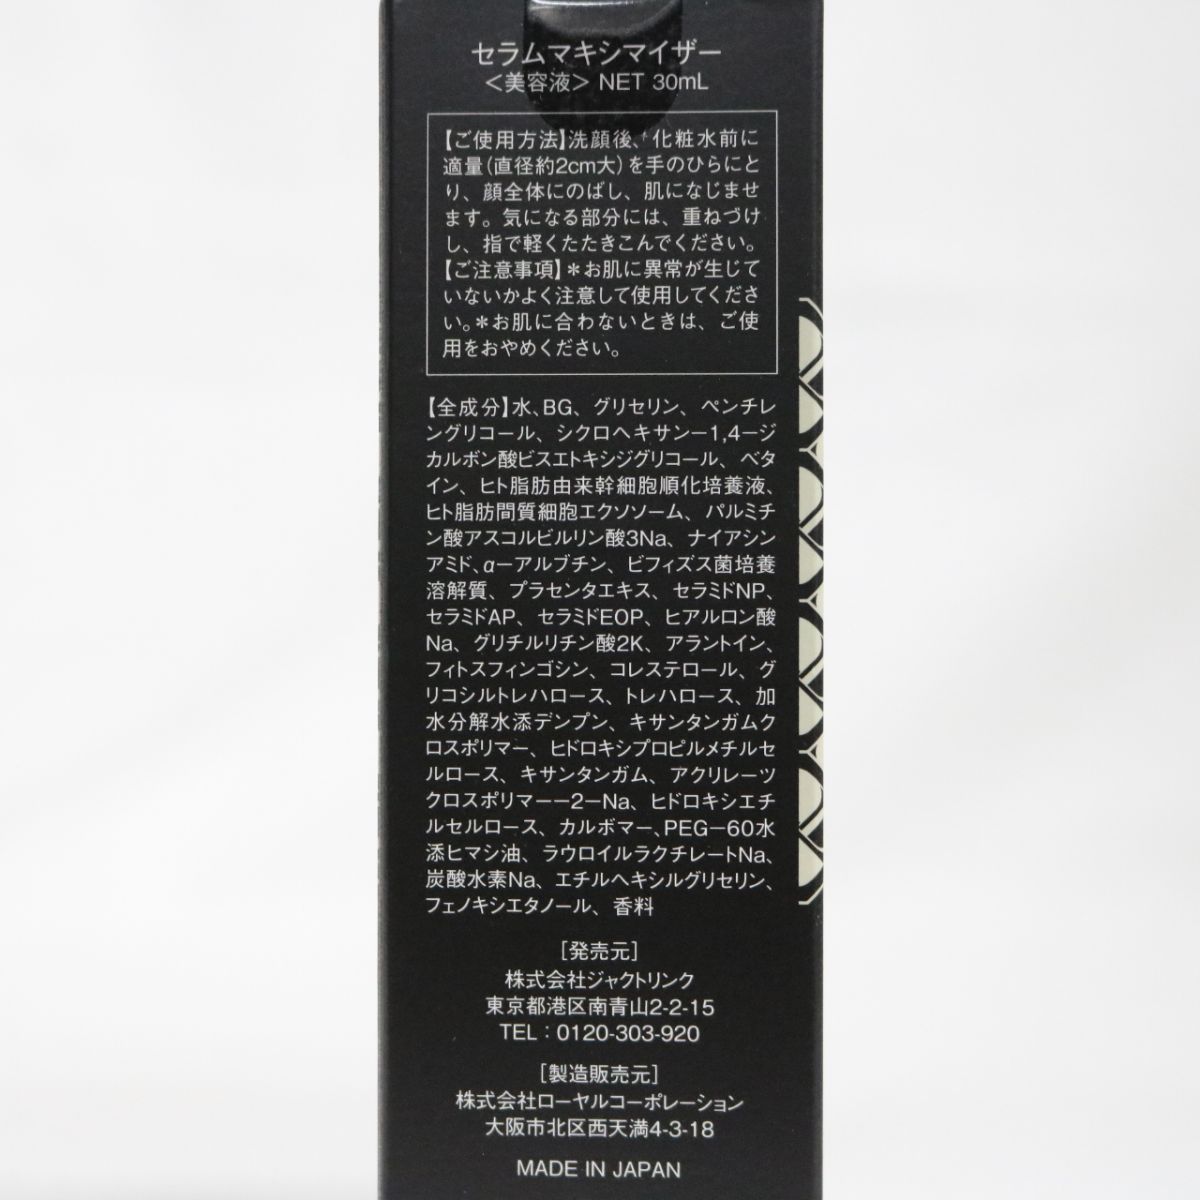 セラムマキシマイザー
＜美容液＞ NET 30mL
【ご使用方法】洗顔後、化粧水前に
適量(直径約2cm大)を手のひらにと
り、顔全体にのばし、肌になじませ
ます。気になる部分には、重ねづけ
し、指で軽くたたきこんでください。
【ご注意事項】＊お肌に異常が生じて
いないかよく注意して使用してくださ
い。＊お肌に合わないときは、ご使
用をおやめください。
【全成分】水、BG、グリセリン、ペンチレ
ングリコール、シクロヘキサンー1,4ージ
カルボン酸ビスエトキシジグリコール、ベタ
イン、ヒト脂肪由来幹細胞順化培養液、
ヒト脂肪間質細胞エクソソーム、パルミチ
ン酸アスコルビルリン酸3Na、ナイアシン
アミド、αーアルブチン、ビフィズス菌培養
溶解質、プラセンタエキス、セラミドNP、
セラミドAP、セラミドEOP、ヒアルロン酸
Na、グリチルリチン酸2K、アラントイン、
フィトスフィンゴシン、コレステロール、グ
リコシルトレハロース、トレハロース、加
水分解水添デンプン、キサンタンガムク
ロスポリマー、ヒドロキシプロピルメチルセ
ルロース、キサンタンガム、アクリレーツ
クロスポリマーー2ーNa、ヒドロキシエチ
ルセルロース、カルボマー、PEGー60水
添ヒマシ油、ラウロイルラクチレートNa、
炭酸水素Na、エチルヘキシルグリセリン、
フェノキシエタノール、香料
［発売元］
株式会社ジャクトリンク
東京都港区南青山2-2-15
TEL：0120-303-920
［製造販売元］
株式会社ローヤルコーポレーション
大阪市北区西天満4-3-18
MADE IN JAPAN